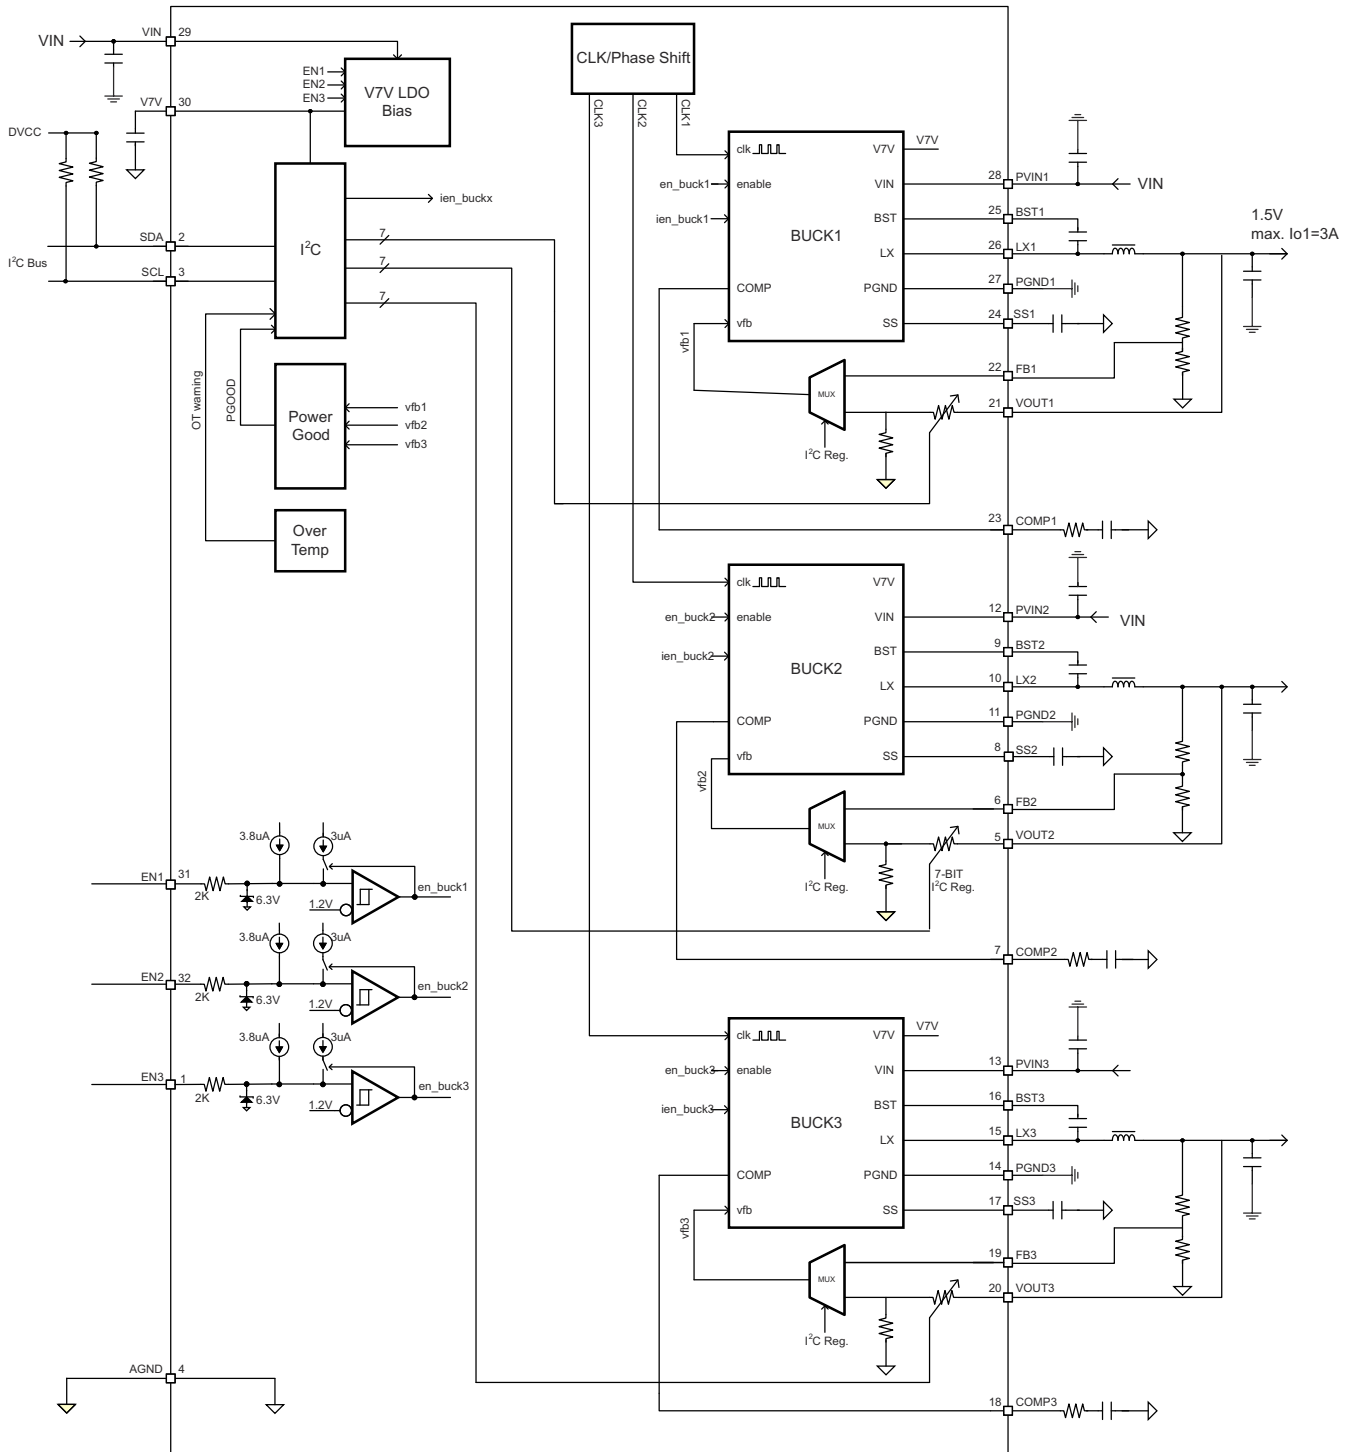 VIN
VIN
29
EN1
EN2
EN3
V7V LDO
Bias
V7V
30
DVCC
SDA
2
I²C Bus
SCL
3
I²C
ien_buckx
7
7
7
OT warning
PGOOD
Power
Good
vfb1
vfb2
vfb3
Over
Temp
CLK/Phase Shift
CLK3
CLK2
CLK1
clk
V7V
V7V
en_buck1
enable
VIN
28
PVIN1
VIN
ien_buck1
BST
25
BST1
BUCK1
LX
26
LX1
1.5V
max. Io1=3A
COMP
PGND
27
PGND1
vfb
SS
24
SS1
vfb1
MUX
22
FB1
21
VOUT1
I²C Reg.
23
COMP1
clk
V7V
en_buck2
enable
VIN
12
PVIN2
VIN
ien_buck2
BST
9
BST2
BUCK2
LX
10
LX2
COMP
PGND
11
PGND2
vfb
SS
8
SS2
vfb2
MUX
6
FB2
5
VOUT2
I²C Reg.
7-BIT
I²C Reg.
7
COMP2
clk
V7V
V7V
en_buck3
enable
VIN
13
PVIN3
ien_buck3
BST
16
BST3
BUCK3
LX
15
LX3
COMP
PGND
14
PGND3
vfb
SS
17
SS3
vfb3
MUX
19
FB3
20
VOUT3
I²C Reg.
18
COMP3
3.8uA
3uA
EN1
31
2K
6.3V
1.2V
en_buck1
3.8uA
3uA
EN2
32
2K
6.3V
1.2V
en_buck2
3.8uA
3uA
EN3
1
2K
6.3V
1.2V
en_buck3
AGND
4